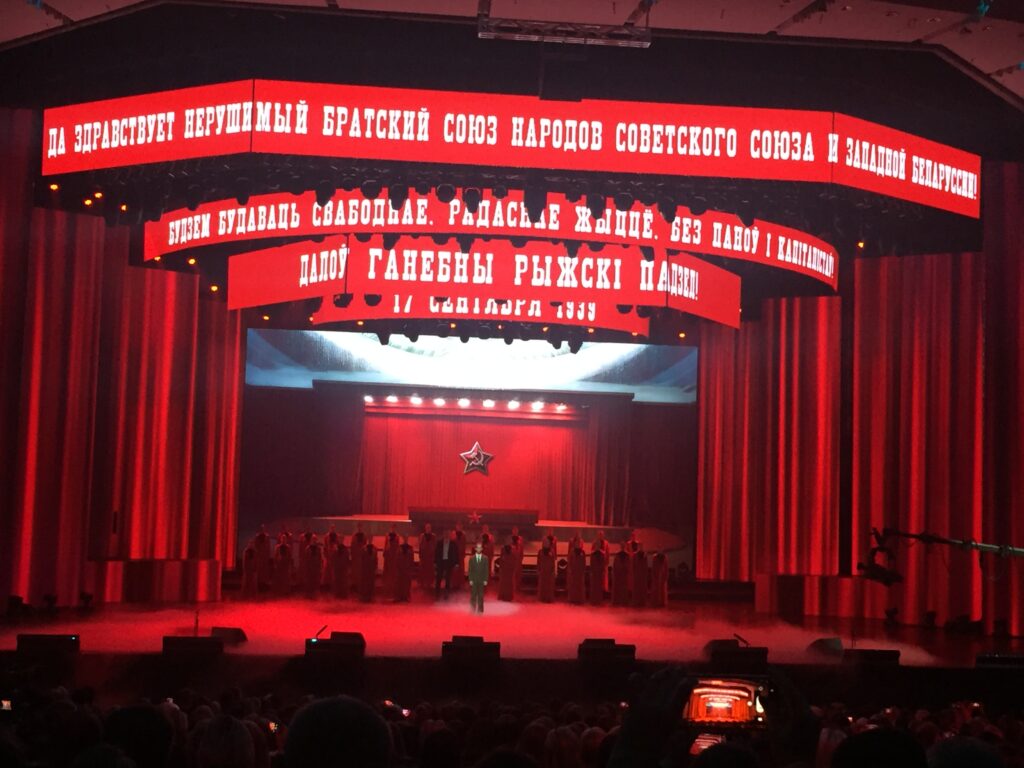 ДА ЗДРАВСТВУЕТ НЕРУШИМЫЙ БРАТСКИЙ СОЮЗ НАРОДОВ СОВЕТСКОГО СОЮЗА И ЗАПАДНОЙ БЕЛАРУССИИ!
БУДЗЕМ БУДАВАЦЬ СВАБОДНАЕ, РАДАСНАЕ ЖЫЦЦЁ, БЕЗ ПАНОЎ І КАПІТАЛІСТАЎ!
ДАЛОЎ ГАНЕБНЫ РЫЖСКІ ПАДЗЕЛ!
17 СЕНТЯБРЯ 1939